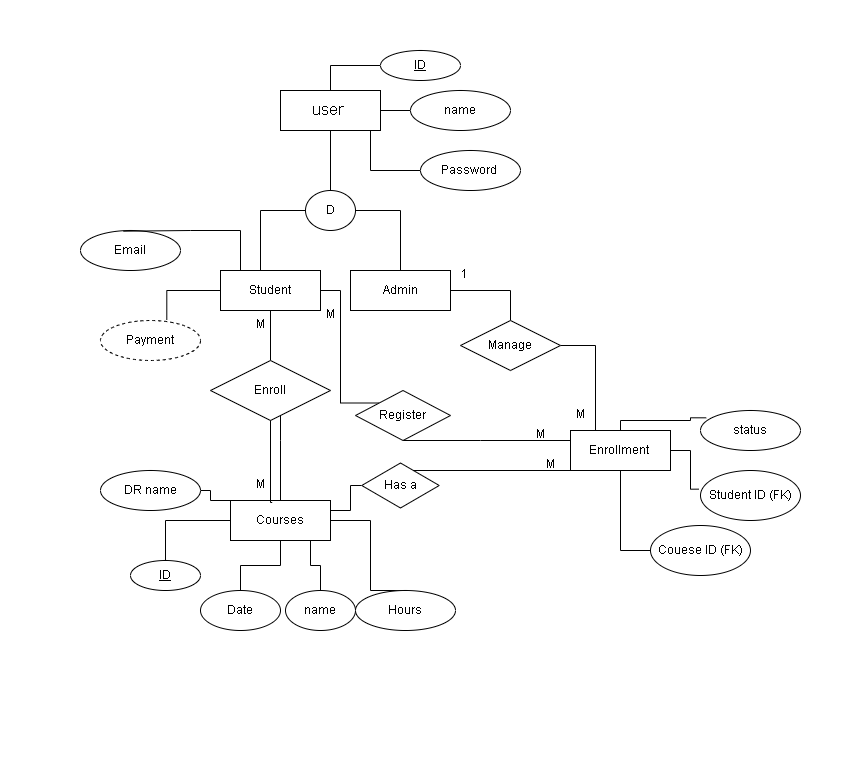 ID
user
name
Password
D
Email
Student
Admin
1
M
M
Payment
Manage
Enroll
Register
M
M
status
Enrollment
M
M
Has a
DR name
Student ID (FK)
Courses
Couese ID (FK)
ID
Date
name
Hours